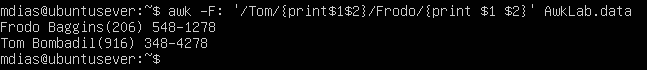 mdias@ubuntusever:~$ awk -F: '/Tom/{print$1$2}/Frodo/{print $1 $2}' AwkLab.data
Frodo Baggins(206) 548-1278
Tom Bombadil(916) 348-4278
mdias@ubuntusever:~$